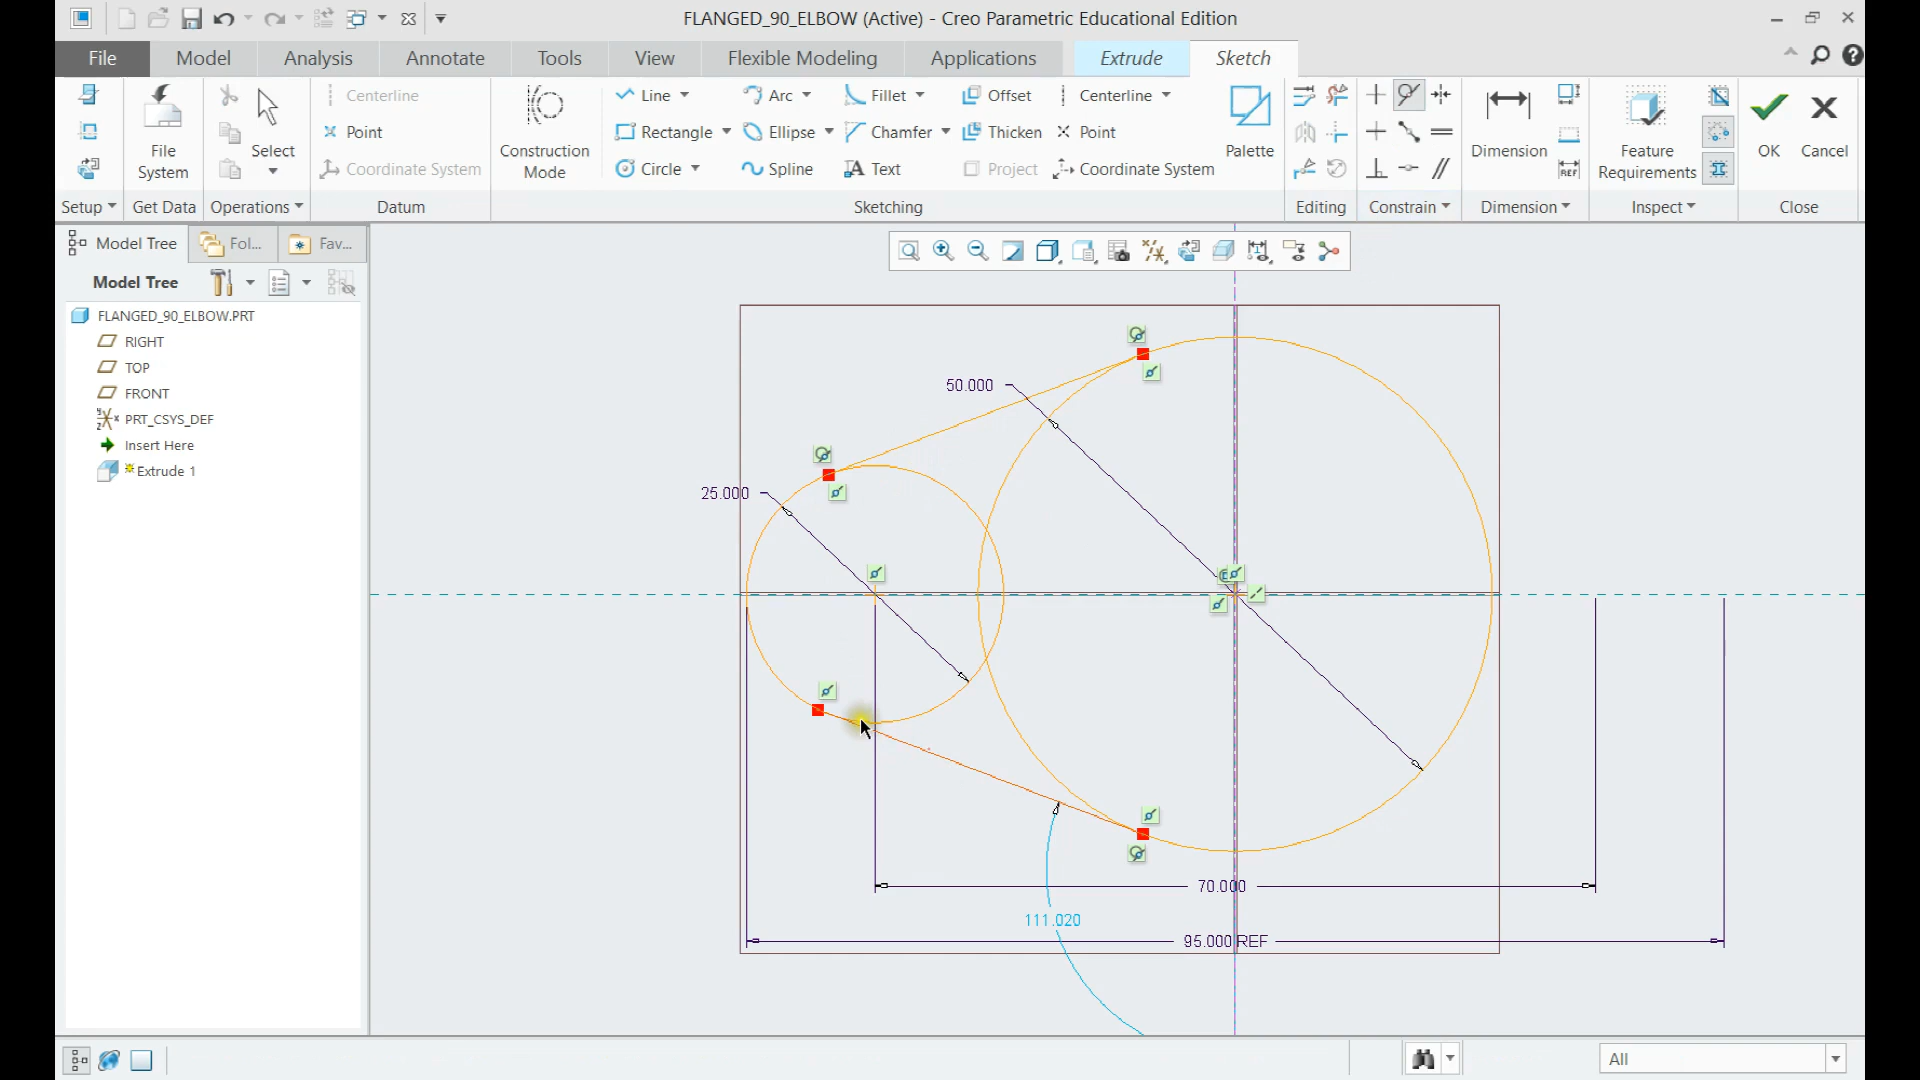 FLANGED_90_ELBOW (Active) - Creo Parametric Educational Edition
File Model Analysis Annotate Tools View Flexible Modeling Applications Extrude Sketch
Centerline Line Arc Fillet Offset Centerline
Point Rectangle Ellipse Chamfer Thicken Point
Coordinate System Circle Spline Text Project Coordinate System
File System
Select
Construction Mode
Palette
Dimension
REF
Feature Requirements
OK
Cancel
Setup Get Data Operations Datum Sketching Editing Constrain Dimension Inspect Close
Model Tree Fol... Fav...
Model Tree
FLANGED_90_ELBOW.PRT
RIGHT
TOP
FRONT
PRT_CSYS_DEF
Insert Here
Extrude 1
50.000
25.000
70.000
111.020
95.000 REF
All